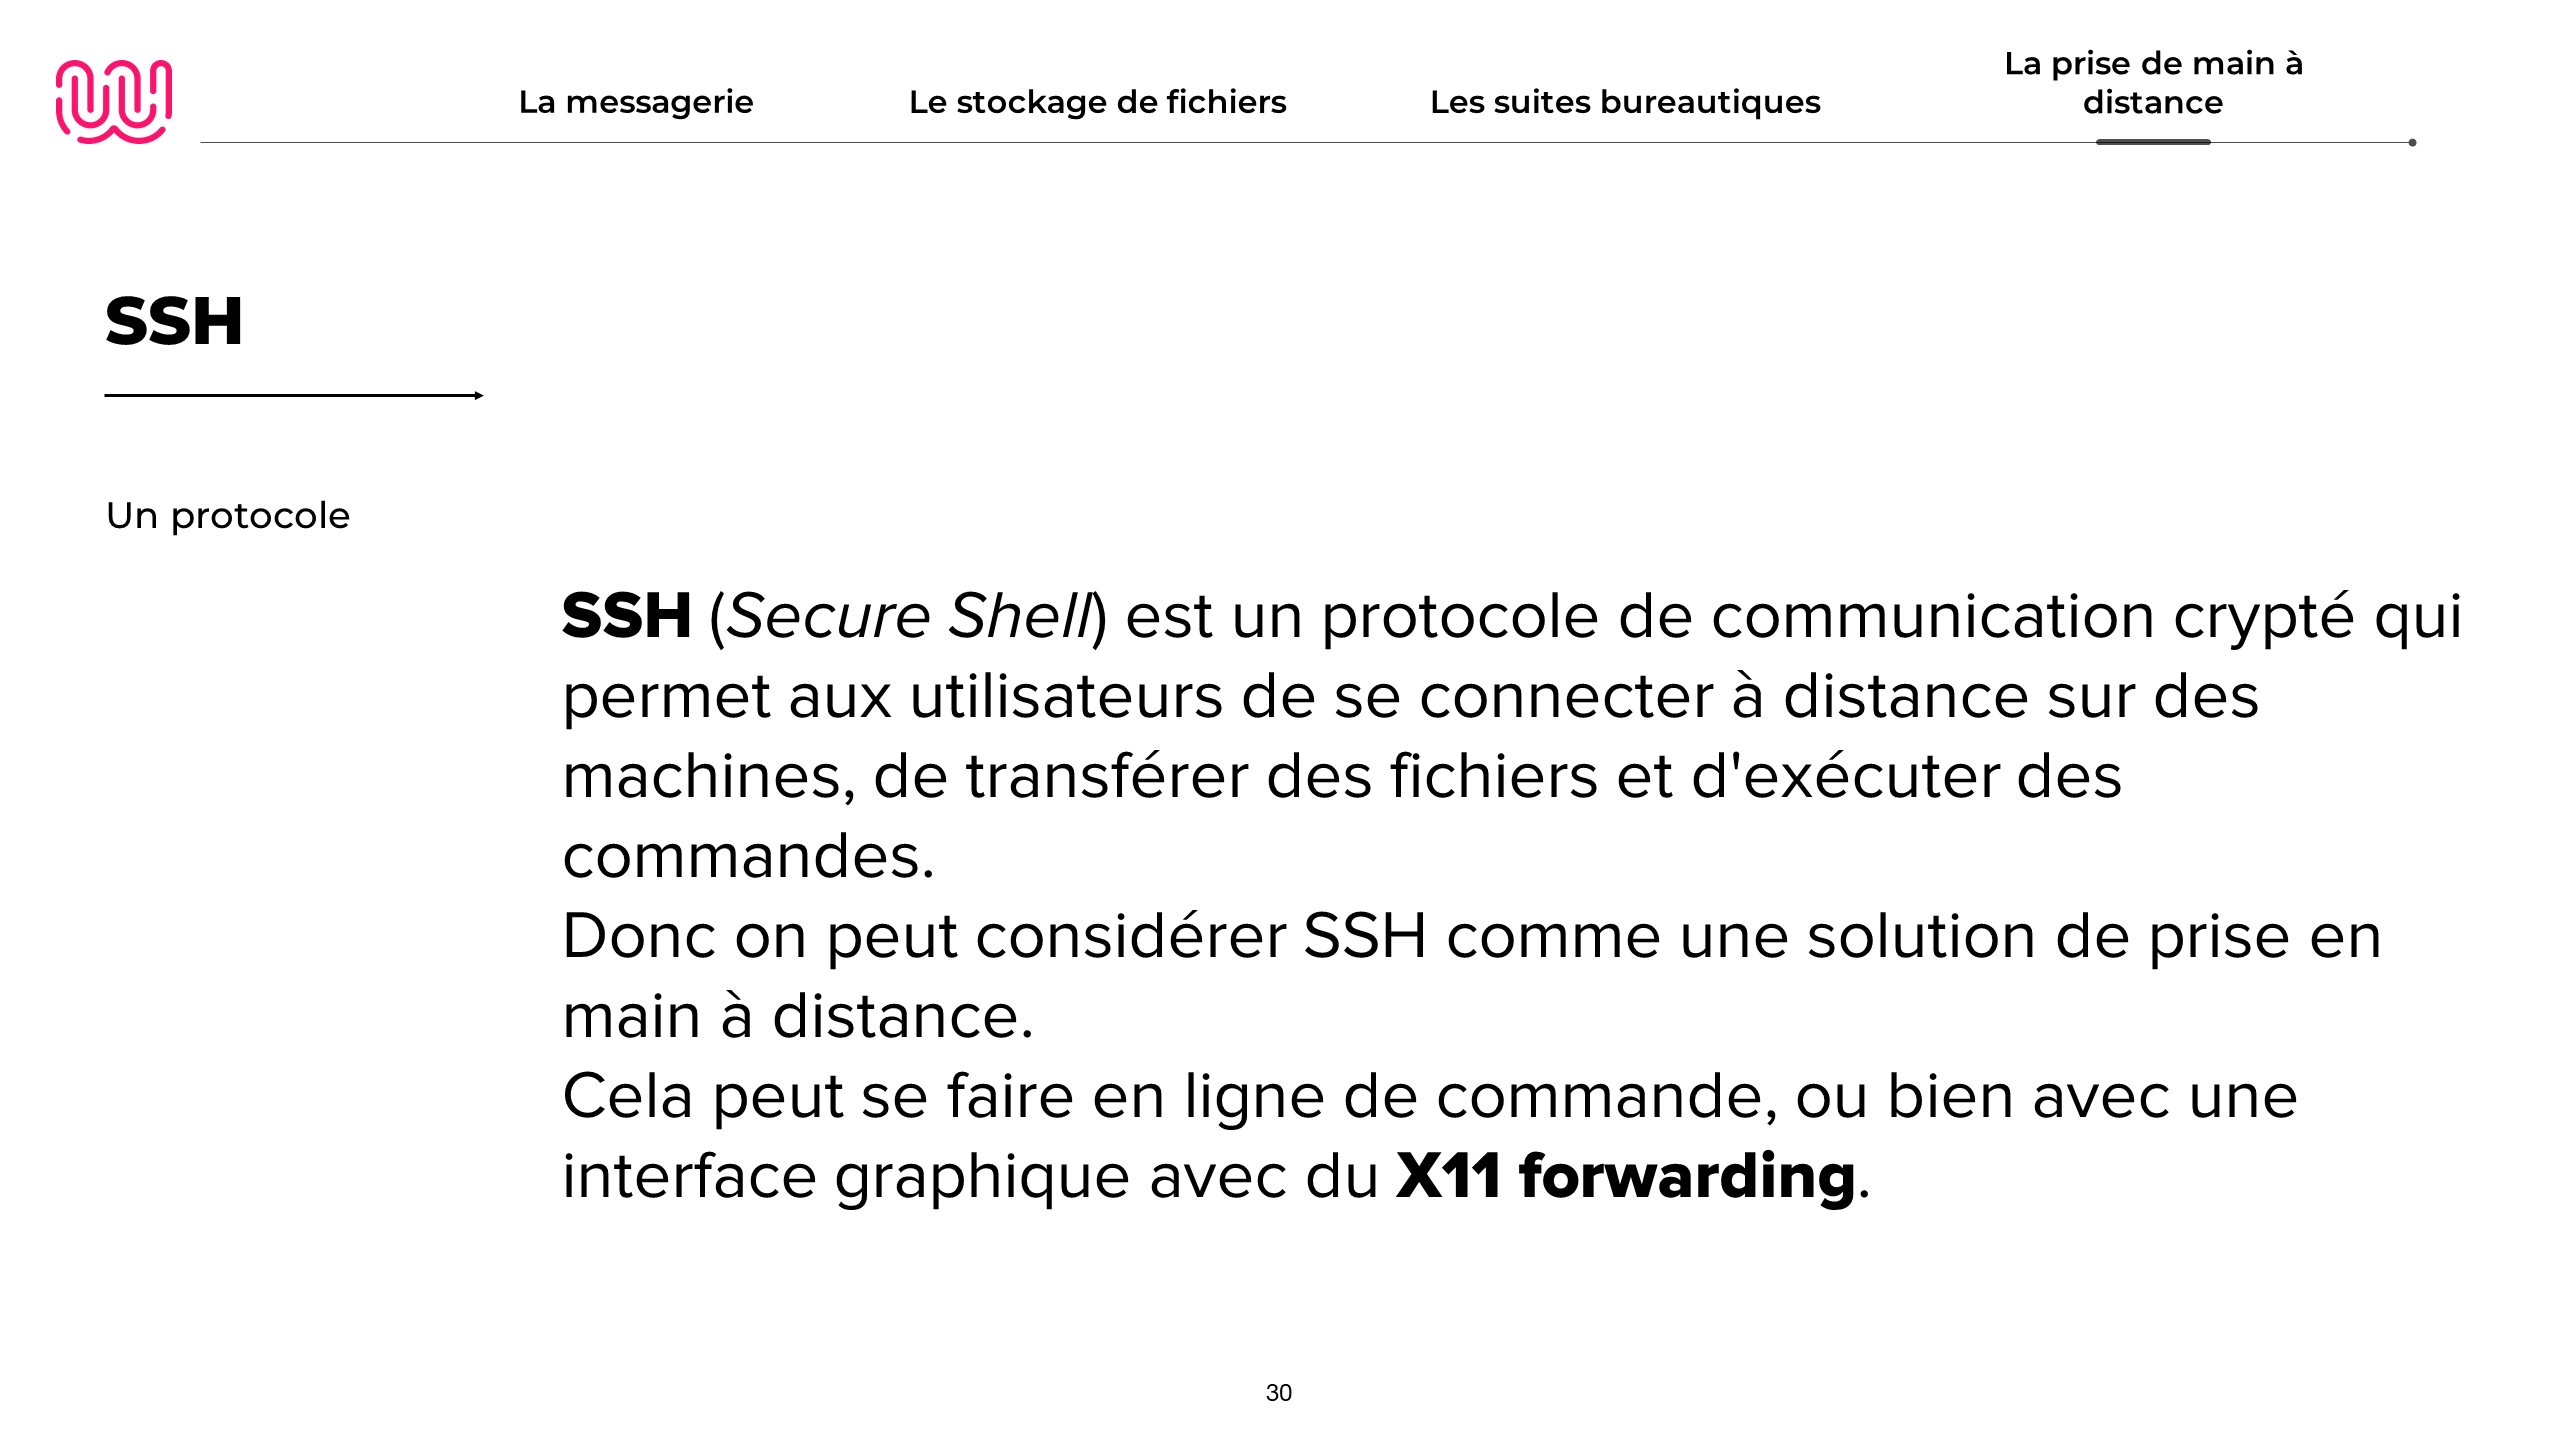 La messagerie
Le stockage de fichiers
Les suites bureautiques
La prise de main à
distance
SSH
Un protocole
SSH (Secure Shell) est un protocole de communication crypté qui
permet aux utilisateurs de se connecter à distance sur des
machines, de transférer des fichiers et d'exécuter des
commandes.
Donc on peut considérer SSH comme une solution de prise en
main à distance.
Cela peut se faire en ligne de commande, ou bien avec une
interface graphique avec du X11 forwarding.
30